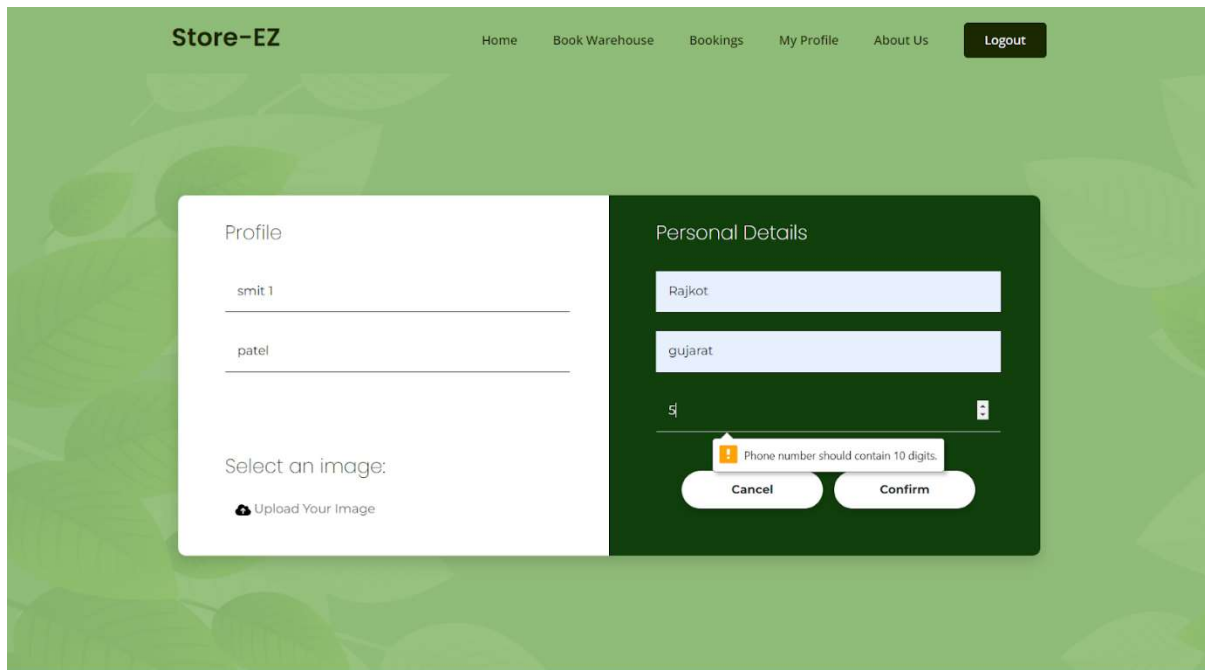 Store-EZ
Home Book Warehouse Bookings My Profile About Us Logout
Profile
smit 1
patel
Select an image:
Upload Your Image
Personal Details
Rajkot
gujarat
5
Phone number should contain 10 digits.
Cancel Confirm